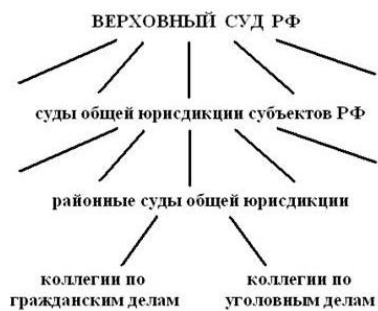 ВЕРХОВНЫЙ СУД РФ
суды общей юрисдикции субъектов РФ
районные суды общей юрисдикции
коллегии по гражданским делам
коллегии по уголовным делам